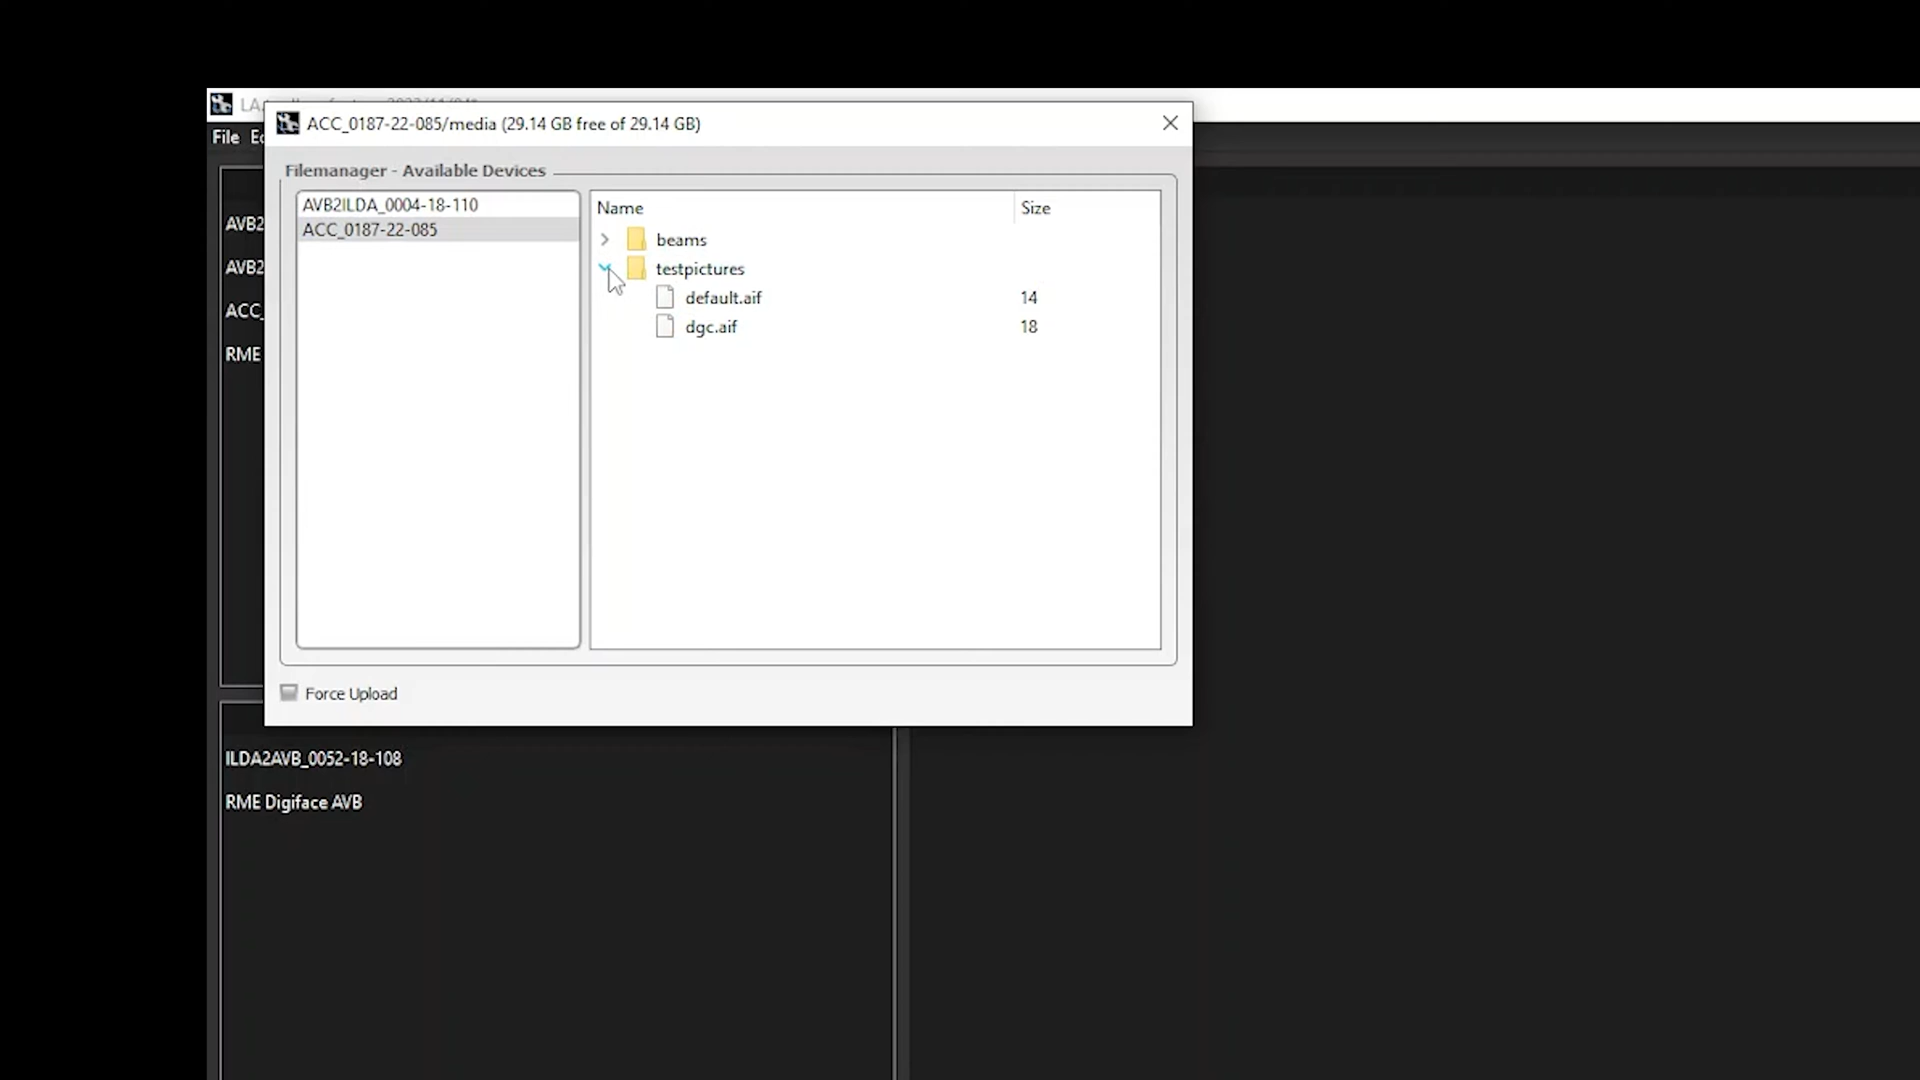 ACC_0187-22-085/media (29.14 GB free of 29.14 GB)
File
Filemanager - Available Devices
AVB2ILDA_0004-18-110
ACC_0187-22-085
Name Size
beams
testpictures
default.aif 14
dgc.aif 18
AVB2
AVB2
ACC_
RME
Force Upload
ILDA2AVB_0052-18-108
RME Digiface AVB